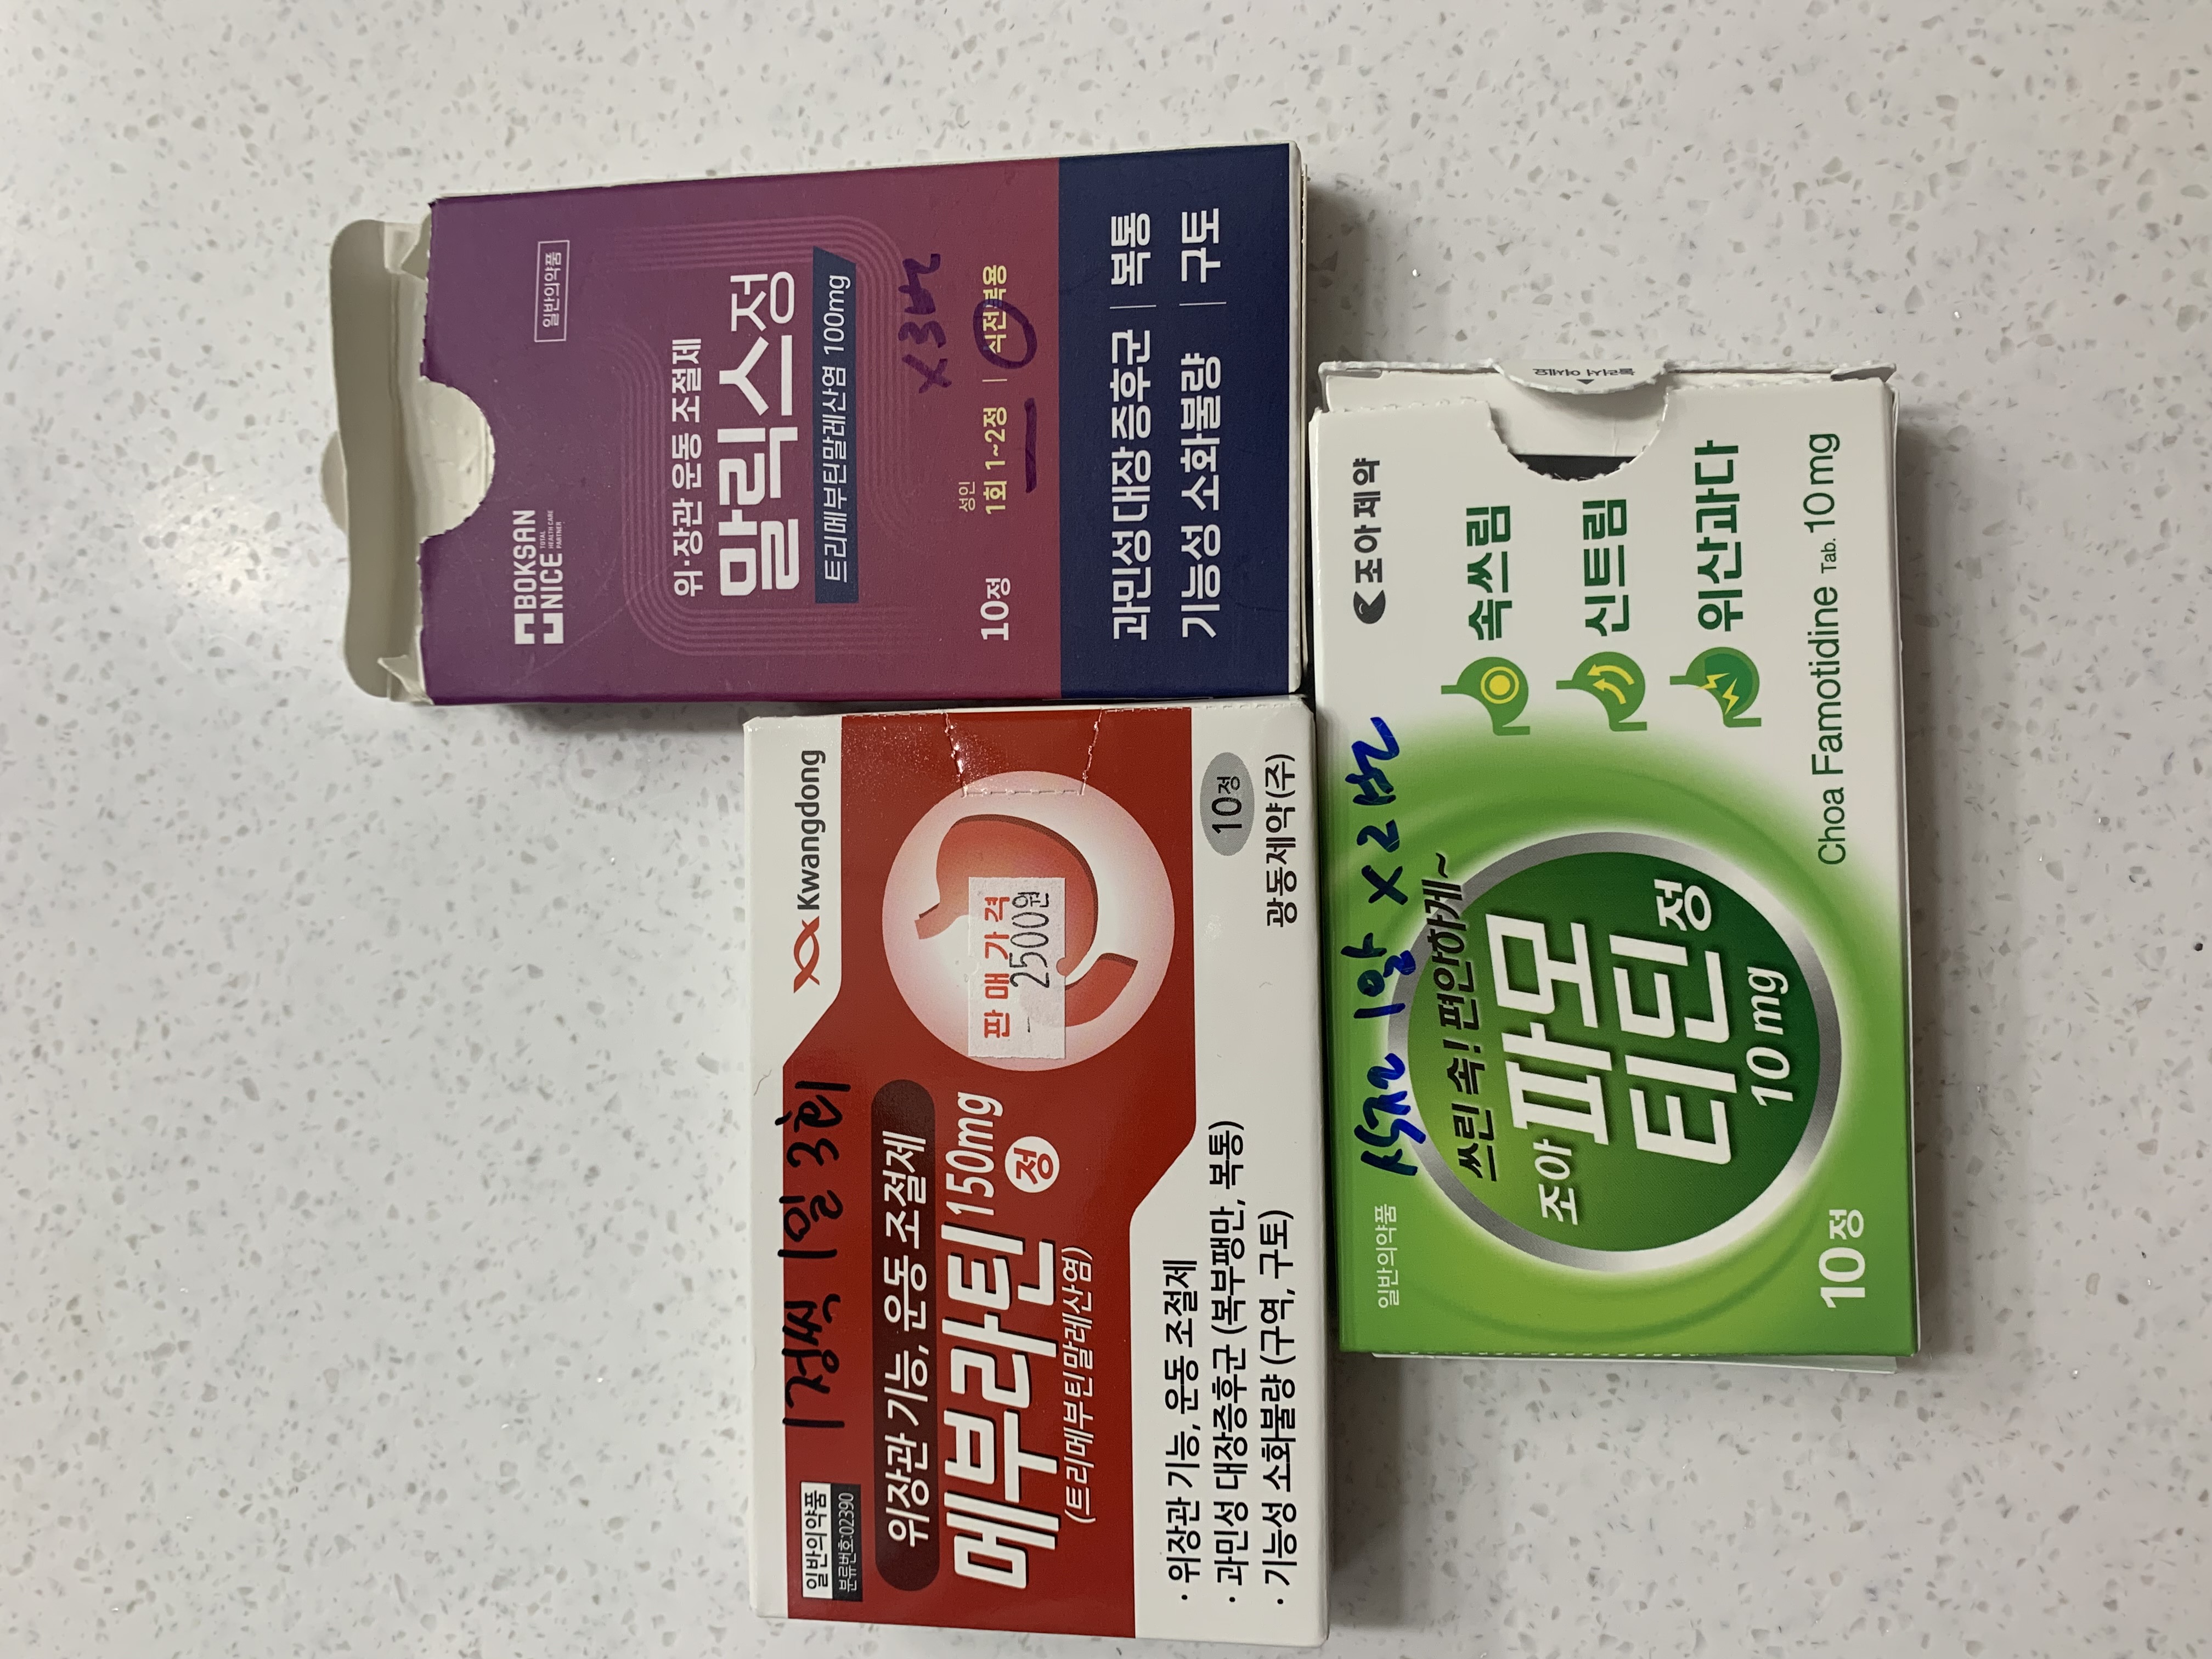 BOKSAN
NICE TOTAL HEALTH CARE PARTNER
일반의약품
위·장관 운동 조절제
말릭스정
트리메부틴말레산염 100mg
X3번
성인
10정 1회 1~2정 | 식전복용
과민성 대장 증후군 | 복통
기능성 소화불량 | 구토
1정씩 1일 3회
Kwangdong
일반의약품
분류번호:02390
위장관 기능, 운동 조절제
메부라틴 150mg
정
(트리메부틴말레산염)
판매가격
2500원
· 위장관 기능, 운동 조절제
· 과민성 대장증후군 (복부팽만, 복통)
· 기능성 소화불량 (구역, 구토)
10정
광동제약(주)
1알 X 2번
일반의약품
조아제약
쓰린 속! 편안하게~
조아 파모
티딘정
10 mg
속쓰림
신트림
위산과다
10정
Choa Famotidine Tab. 10 mg